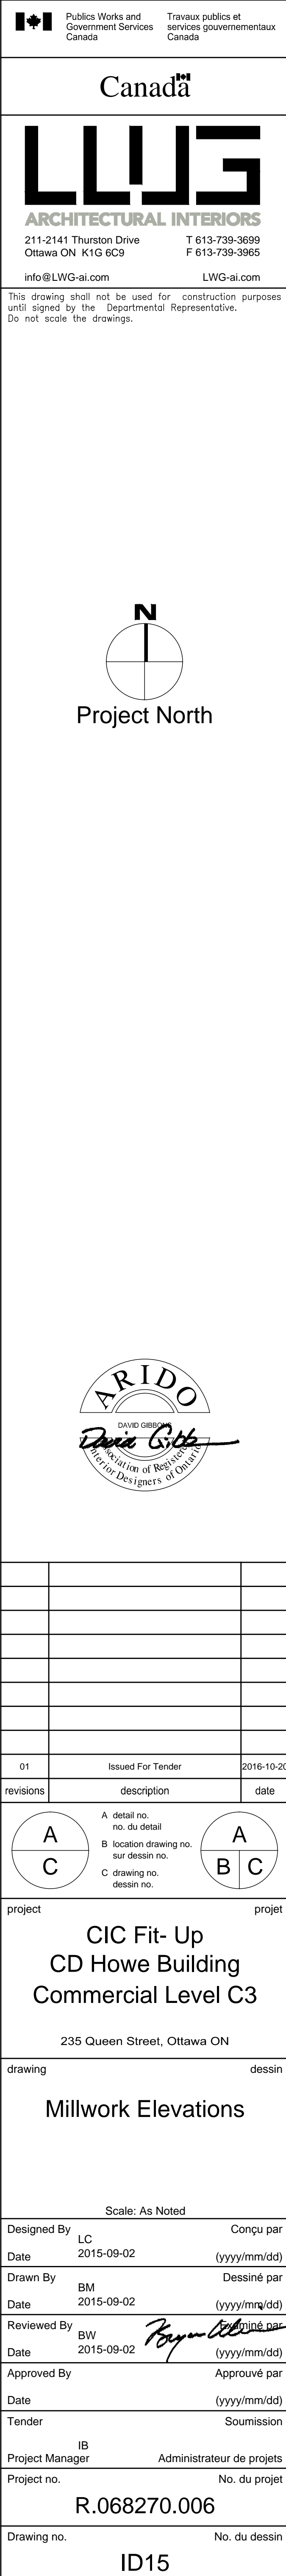 Publics Works and
Government Services
Canada
Travaux publics et
services gouvernementaux
Canada
Canada
LWG
ARCHITECTURAL INTERIORS
211-2141 Thurston Drive T 613-739-3699
Ottawa ON K1G 6C9 F 613-739-3965
info@LWG-ai.com LWG-ai.com
This drawing shall not be used for construction purposes
until signed by the Departmental Representative.
Do not scale the drawings.
N
Project North
ARIDO
DAVID GIBBONS
David Gibb
Association of Registered
Interior Designers of Ontario
01 Issued For Tender 2016-10-20
revisions description date
A
C
A detail no.
no. du detail
B location drawing no.
sur dessin no.
C drawing no.
dessin no.
A
B C
project projet
CIC Fit- Up
CD Howe Building
Commercial Level C3
235 Queen Street, Ottawa ON
drawing dessin
Millwork Elevations
Scale: As Noted
Designed By Conçu par
LC
Date 2015-09-02 (yyyy/mm/dd)
Drawn By Dessiné par
BM
Date 2015-09-02 (yyyy/mm/dd)
Reviewed By Examiné par
BW
Date 2015-09-02 (yyyy/mm/dd)
Approved By Approuvé par
Date (yyyy/mm/dd)
Tender Soumission
IB
Project Manager Administrateur de projets
Project no. No. du projet
R.068270.006
Drawing no. No. du dessin
ID15